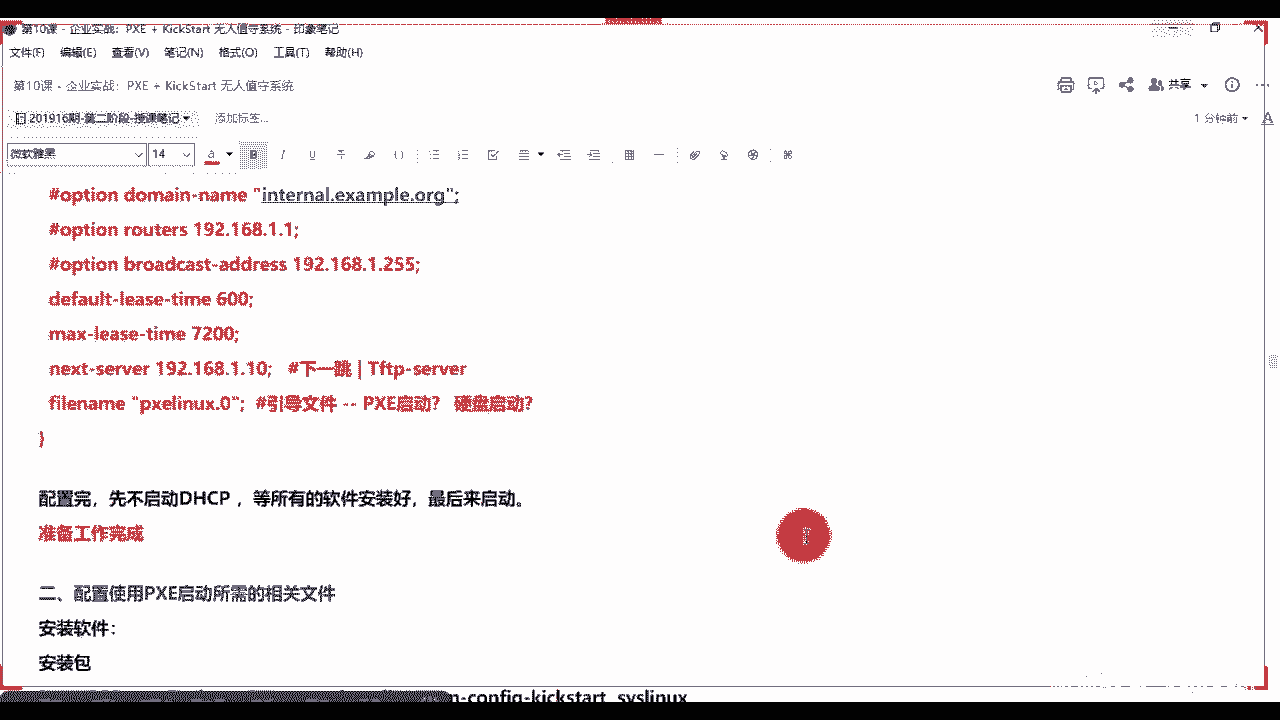 第10课 - 企业实战：PXE + KickStart 无人值守系统 - 印象笔记
文件(F) 编辑(E) 查看(V) 笔记(N) 格式(O) 工具(T) 帮助(H)
第10课 - 企业实战：PXE + KickStart 无人值守系统
共享
201916期-第二阶段-授课笔记
添加标签...
1 分钟前
微软雅黑 14
#option domain-name "internal.example.org";
#option routers 192.168.1.1;
#option broadcast-address 192.168.1.255;
default-lease-time 600;
max-lease-time 7200;
next-server 192.168.1.10; #下一跳 | Tftp-server
filename "pxelinux.0"; #引导文件 -- PXE启动？ 硬盘启动？
}
配置完，先不启动DHCP ，等所有的软件安装好，最后来启动。
准备工作完成
二、配置使用PXE启动所需的相关文件
安装软件：
安装包
-config-kickstart syslinux